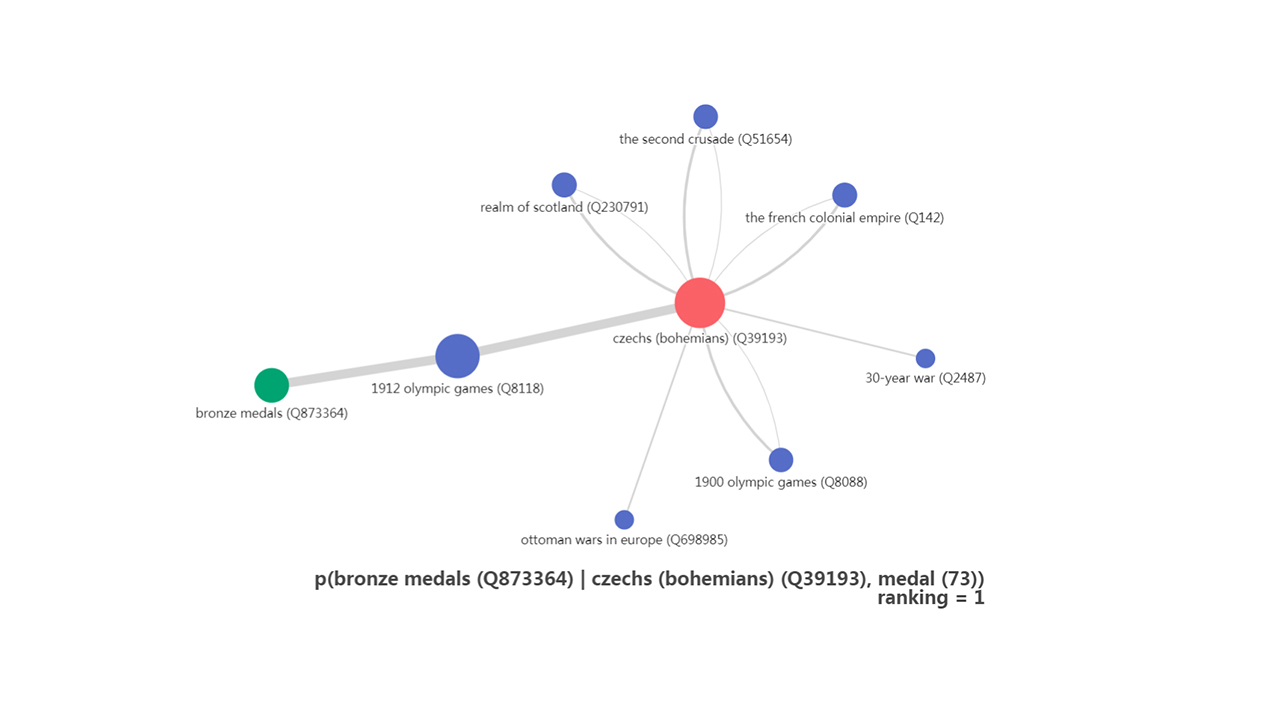 the second crusade (Q51654)
realm of scotland (Q230791)
the french colonial empire (Q142)
czechs (bohemians) (Q39193)
30-year war (Q2487)
1912 olympic games (Q8118)
bronze medals (Q873364)
1900 olympic games (Q8088)
ottoman wars in europe (Q698985)
p(bronze medals (Q873364) | czechs (bohemians) (Q39193), medal (73))
ranking = 1